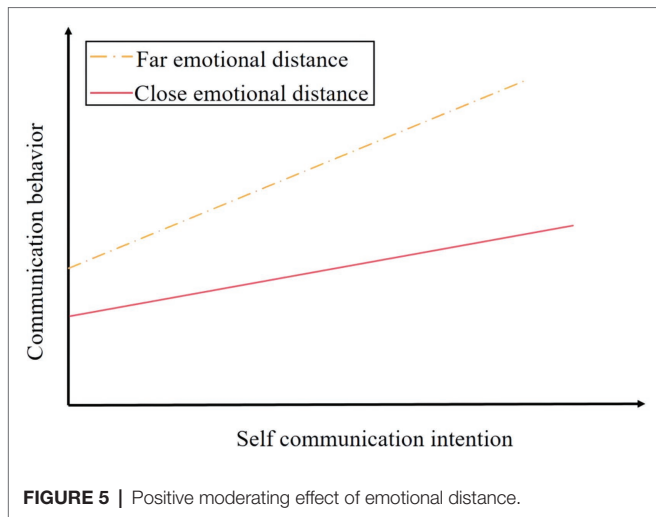 Far emotional distance
Close emotional distance
Communication behavior
Self communication intention
FIGURE 5 | Positive moderating effect of emotional distance.